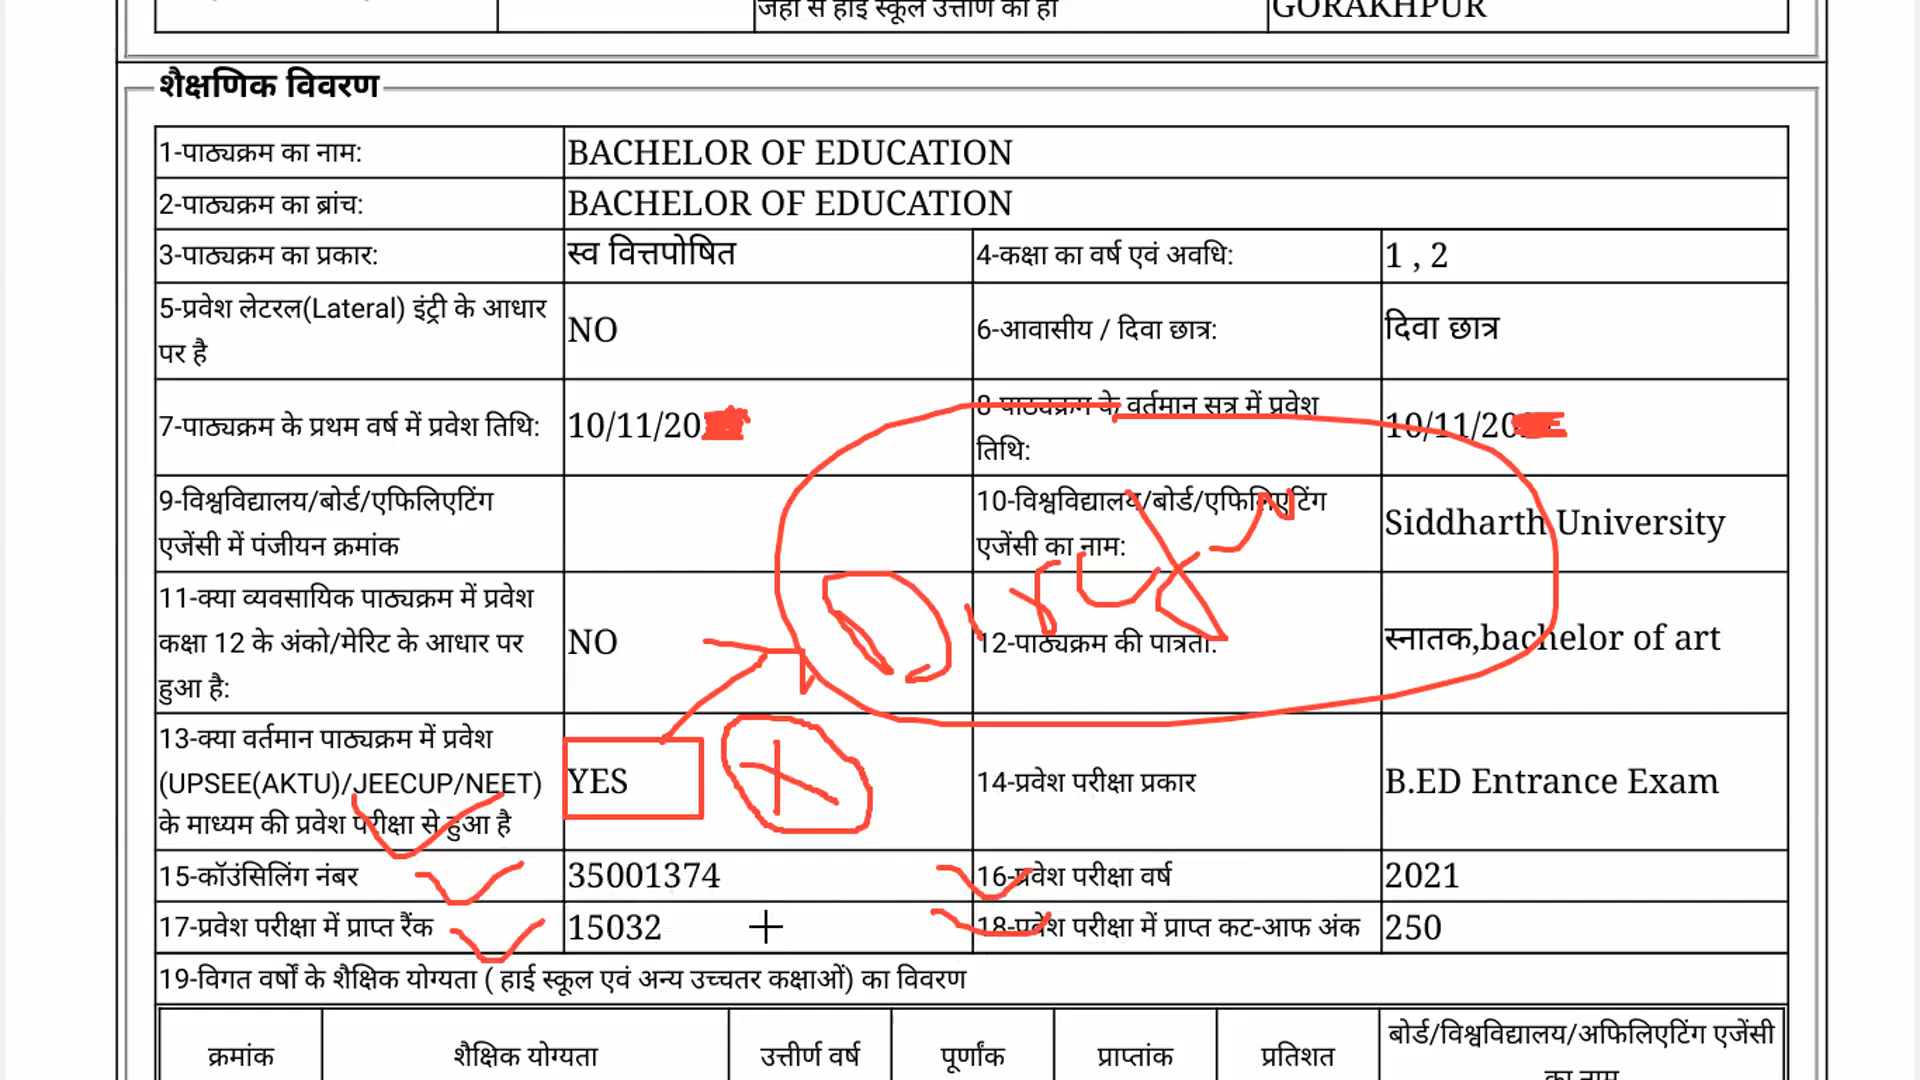 जहाँ से हाई स्कूल उत्तीर्ण की हो GORAKHPUR
शैक्षणिक विवरण
1-पाठ्यक्रम का नाम: BACHELOR OF EDUCATION
2-पाठ्यक्रम का ब्रांच: BACHELOR OF EDUCATION
3-पाठ्यक्रम का प्रकार: स्व वित्तपोषित 4-कक्षा का वर्ष एवं अवधि: 1 , 2
5-प्रवेश लेटरल(Lateral) इंट्री के आधार
पर है
NO
6-आवासीय / दिवा छात्र: दिवा छात्र
7-पाठ्यक्रम के प्रथम वर्ष में प्रवेश तिथि: 10/11/20
8-पाठ्यक्रम के वर्तमान सत्र में प्रवेश
तिथि:
10/11/20
9-विश्वविद्यालय/बोर्ड/एफिलिएटिंग
एजेंसी में पंजीयन क्रमांक
10-विश्वविद्यालय/बोर्ड/एफिलिएटिंग
एजेंसी का नाम:
Siddharth University
11-क्या व्यवसायिक पाठ्यक्रम में प्रवेश
कक्षा 12 के अंको/मेरिट के आधार पर
हुआ है:
NO
12-पाठ्यक्रम की पात्रता: स्नातक,bachelor of art
13-क्या वर्तमान पाठ्यक्रम में प्रवेश
(UPSEE(AKTU)/JEECUP/NEET)
के माध्यम की प्रवेश परीक्षा से हुआ है
YES
14-प्रवेश परीक्षा प्रकार B.ED Entrance Exam
15-कॉउंसिलिंग नंबर 35001374 16-प्रवेश परीक्षा वर्ष 2021
17-प्रवेश परीक्षा में प्राप्त रैंक 15032 18-प्रवेश परीक्षा में प्राप्त कट-आफ अंक 250
19-विगत वर्षों के शैक्षिक योग्यता ( हाई स्कूल एवं अन्य उच्चतर कक्षाओं) का विवरण
क्रमांक शैक्षिक योग्यता उत्तीर्ण वर्ष पूर्णांक प्राप्तांक प्रतिशत बोर्ड/विश्वविद्यालय/अफिलिएटिंग एजेंसी
का नाम